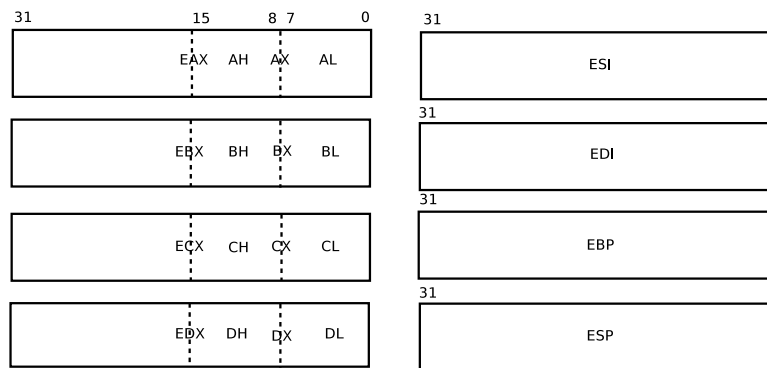 31 15 8 7 0
EAX AH AX AL
EBX BH BX BL
ECX CH CX CL
EDX DH DX DL
31
ESI
31
EDI
31
EBP
31
ESP